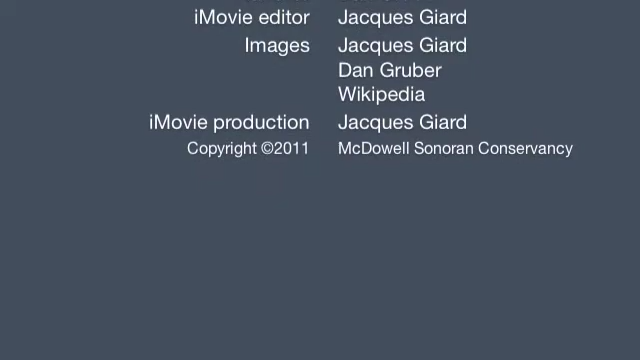 iMovie editor Jacques Giard
Images Jacques Giard
Dan Gruber
Wikipedia
iMovie production Jacques Giard
Copyright ©2011 McDowell Sonoran Conservancy